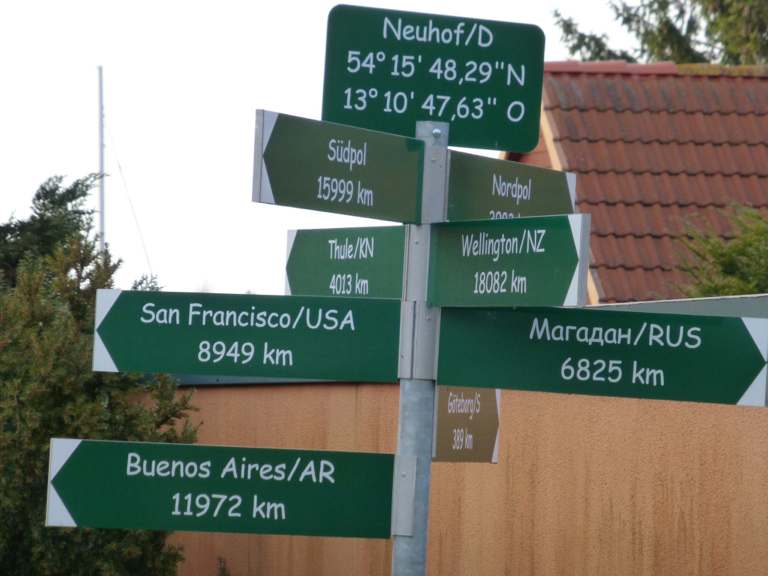 Neuhof/D
54° 15' 48,29"N
13° 10' 47,63" O
Südpol
15999 km
Nordpol
km
Thule/KN
4013 km
Wellington/NZ
18082 km
San Francisco/USA
8949 km
Магадан/RUS
6825 km
Göteborg/S
389 km
Buenos Aires/AR
11972 km